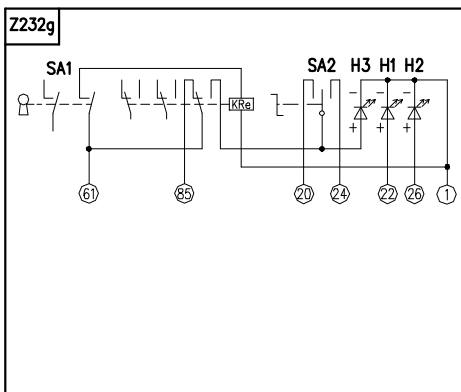 Z232g
SA1 SA2 H3 H1 H2
- - -
KRe
+ + +
61 85 20 24 22 26 1